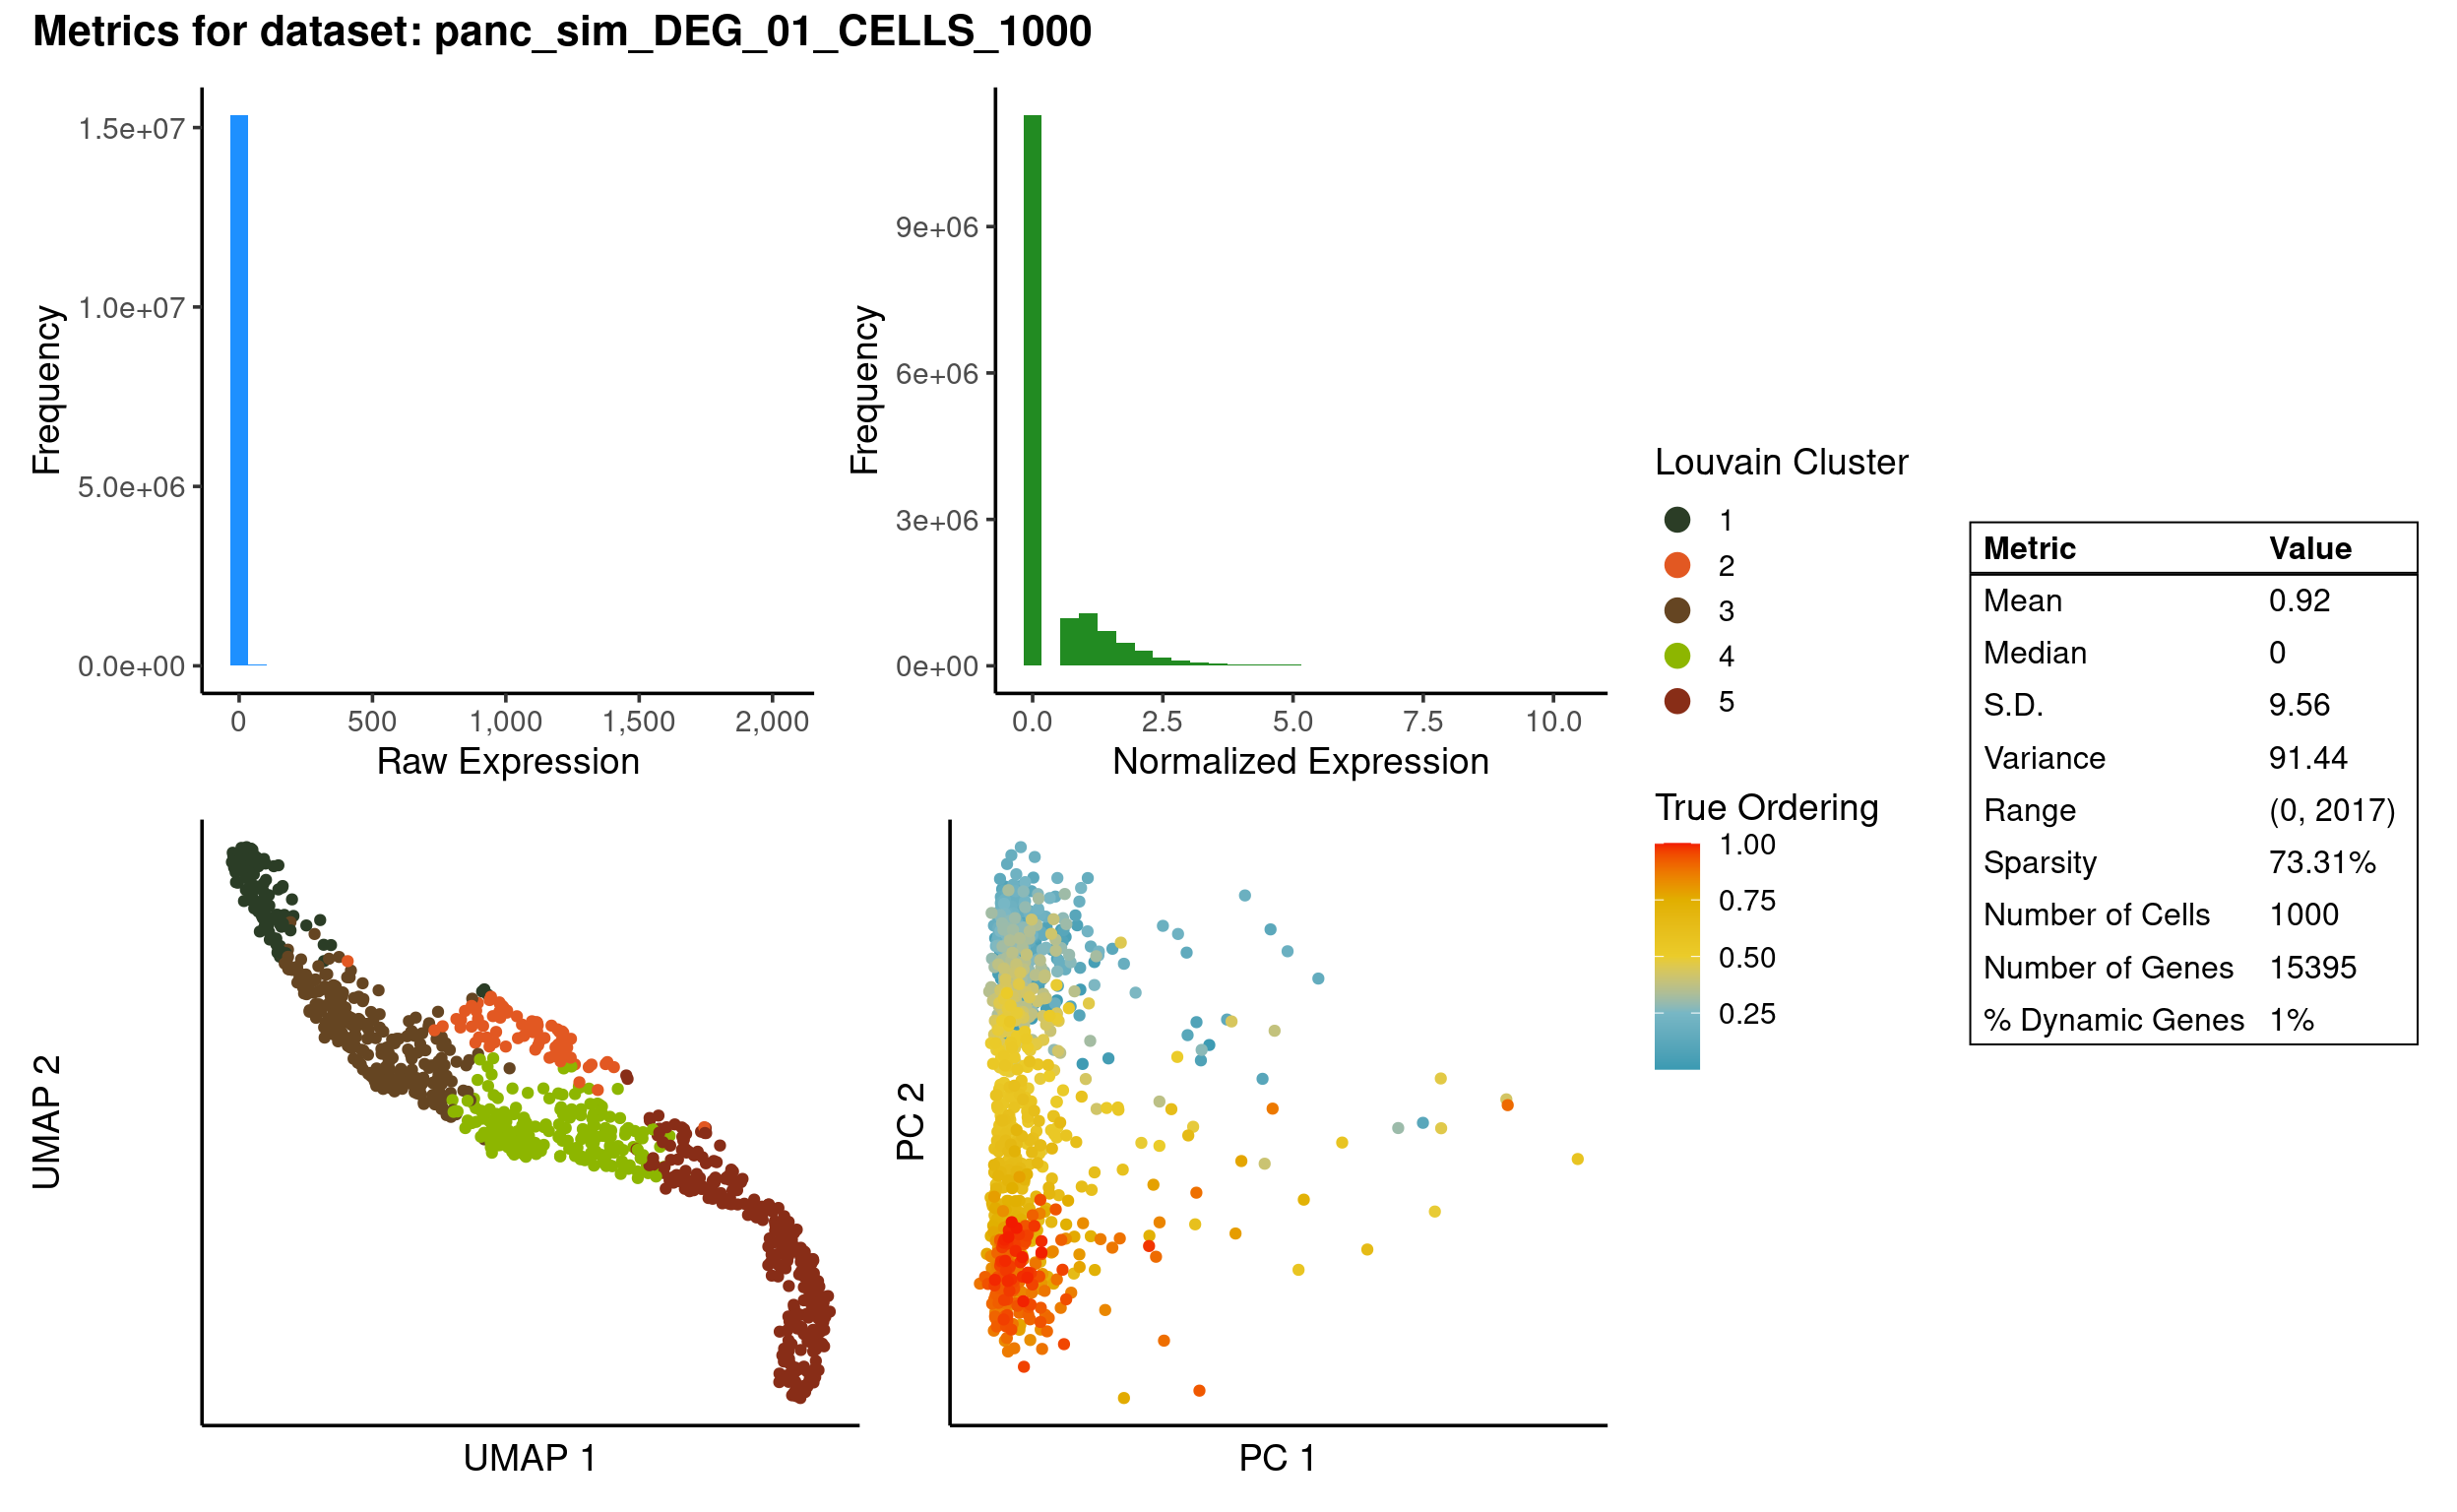 Metrics for dataset: panc_sim_DEG_01_CELLS_1000
Frequency
1.5e+07
1.0e+07
5.0e+06
0.0e+00
0 500 1,000 1,500 2,000
Raw Expression
Frequency
9e+06
6e+06
3e+06
0e+00
0.0 2.5 5.0 7.5 10.0
Normalized Expression
UMAP 2
UMAP 1
PC 2
PC 1
Louvain Cluster
1
2
3
4
5
True Ordering
1.00
0.75
0.50
0.25
Metric Value
Mean 0.92
Median 0
S.D. 9.56
Variance 91.44
Range (0, 2017)
Sparsity 73.31%
Number of Cells 1000
Number of Genes 15395
% Dynamic Genes 1%